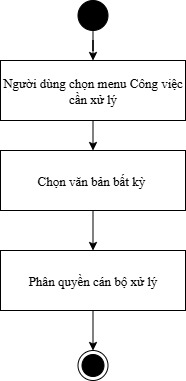 Người dùng chọn menu Công việc
cần xử lý
Chọn văn bản bất kỳ
Phân quyền cán bộ xử lý